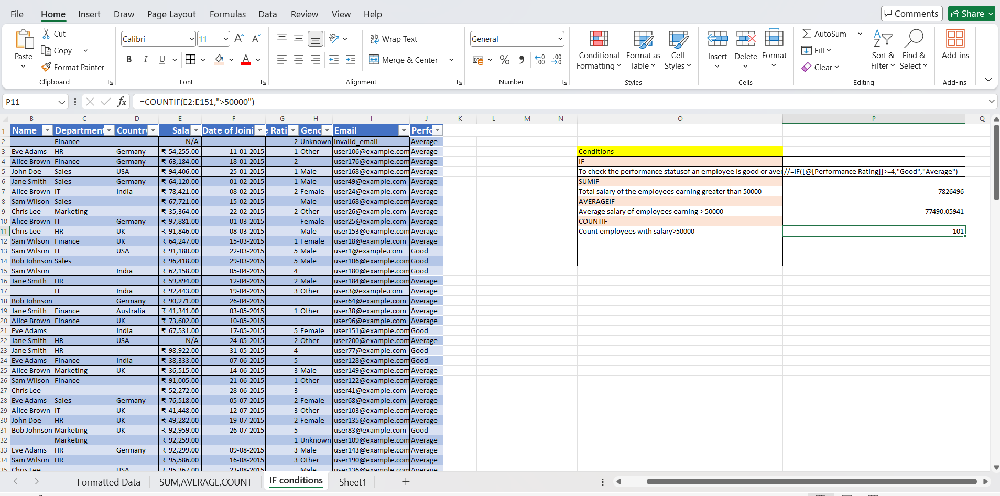 File Home Insert Draw Page Layout Formulas Data Review View Help Comments Share
Paste Cut Copy Format Painter Clipboard
Calibri 11 B I U A Font
Wrap Text Merge & Center Alignment
General % Number
Conditional Formatting Format as Table Cell Styles Styles
Insert Delete Format Cells
AutoSum Fill Clear Sort & Filter Find & Select Editing
Add-ins Add-ins
P11 fx =COUNTIF(E2:E151,">50000")
B C D E F G H I J K L M N O P Q
1 Name Department Country Salar Date of Joini e Rati Gend Email Perfo
2 Finance N/A 2 Unknown invalid_email Average
3 Eve Adams HR Germany ₹ 54,255.00 11-01-2015 1 Other user106@example.com Average Conditions
4 Alice Brown Finance Germany ₹ 63,184.00 18-01-2015 2 user176@example.com Average IF
5 John Doe Sales USA ₹ 94,406.00 25-01-2015 1 Male user168@example.com Average To check the performance statusof an employee is good or aver //=IF([@[Performance Rating]]>=4,"Good","Average")
6 Jane Smith Sales Germany ₹ 64,120.00 01-02-2015 1 Male user49@example.com Average SUMIF
7 Alice Brown IT India ₹ 78,421.00 08-02-2015 2 Female user24@example.com Average Total salary of the employees earning greater than 50000 7826496
8 Sam Wilson Sales ₹ 67,721.00 15-02-2015 Male user168@example.com Average AVERAGEIF
9 Chris Lee Marketing ₹ 35,364.00 22-02-2015 2 Other user26@example.com Average Average salary of employees earning > 50000 77490.05941
10 Alice Brown IT Germany ₹ 97,881.00 01-03-2015 Female user25@example.com Average COUNTIF
11 Chris Lee HR UK ₹ 91,846.00 08-03-2015 Male user153@example.com Average Count employees with salary>50000 101
12 Sam Wilson Finance UK ₹ 64,247.00 15-03-2015 1 Female user18@example.com Average
13 Sam Wilson IT USA ₹ 91,180.00 22-03-2015 5 Male user1@example.com Good
14 Bob Johnson Sales ₹ 96,418.00 29-03-2015 5 Male user106@example.com Good
15 Sam Wilson India ₹ 62,158.00 05-04-2015 4 user180@example.com Good
16 Jane Smith HR ₹ 59,894.00 12-04-2015 2 Male user184@example.com Average
17 IT India ₹ 92,443.00 19-04-2015 3 Other user3@example.com Average
18 Bob Johnson Germany ₹ 90,271.00 26-04-2015 user64@example.com Average
19 Jane Smith Finance Australia ₹ 41,341.00 03-05-2015 1 Other user38@example.com Average
20 Alice Brown Finance UK ₹ 73,602.00 10-05-2015 user96@example.com Average
21 Eve Adams India ₹ 67,531.00 17-05-2015 5 Female user151@example.com Good
22 Jane Smith HR USA N/A 24-05-2015 2 Other user200@example.com Average
23 Jane Smith HR ₹ 98,922.00 31-05-2015 4 user77@example.com Good
24 Eve Adams Finance India ₹ 38,333.00 07-06-2015 5 user128@example.com Good
25 Alice Brown Marketing UK ₹ 36,515.00 14-06-2015 3 Male user149@example.com Average
26 Sam Wilson Finance ₹ 91,005.00 21-06-2015 1 Other user122@example.com Average
27 Chris Lee ₹ 52,272.00 28-06-2015 3 user41@example.com Average
28 Eve Adams Sales Germany ₹ 76,518.00 05-07-2015 2 Female user68@example.com Average
29 Alice Brown IT UK ₹ 41,448.00 12-07-2015 3 Other user103@example.com Average
30 John Doe HR UK ₹ 49,282.00 19-07-2015 2 Female user135@example.com Average
31 Bob Johnson Marketing UK ₹ 92,959.00 26-07-2015 5 user83@example.com Good
32 Marketing ₹ 92,259.00 1 Unknown user109@example.com Average
33 Eve Adams HR Germany ₹ 92,299.00 09-08-2015 3 Male user143@example.com Average
34 Sam Wilson HR ₹ 95,586.00 16-08-2015 3 Other user190@example.com Average
35 Chris Lee USA ₹ 95,367.00 23-08-2015 Male user136@example.com Average
Formatted Data SUM,AVERAGE,COUNT IF conditions Sheet1